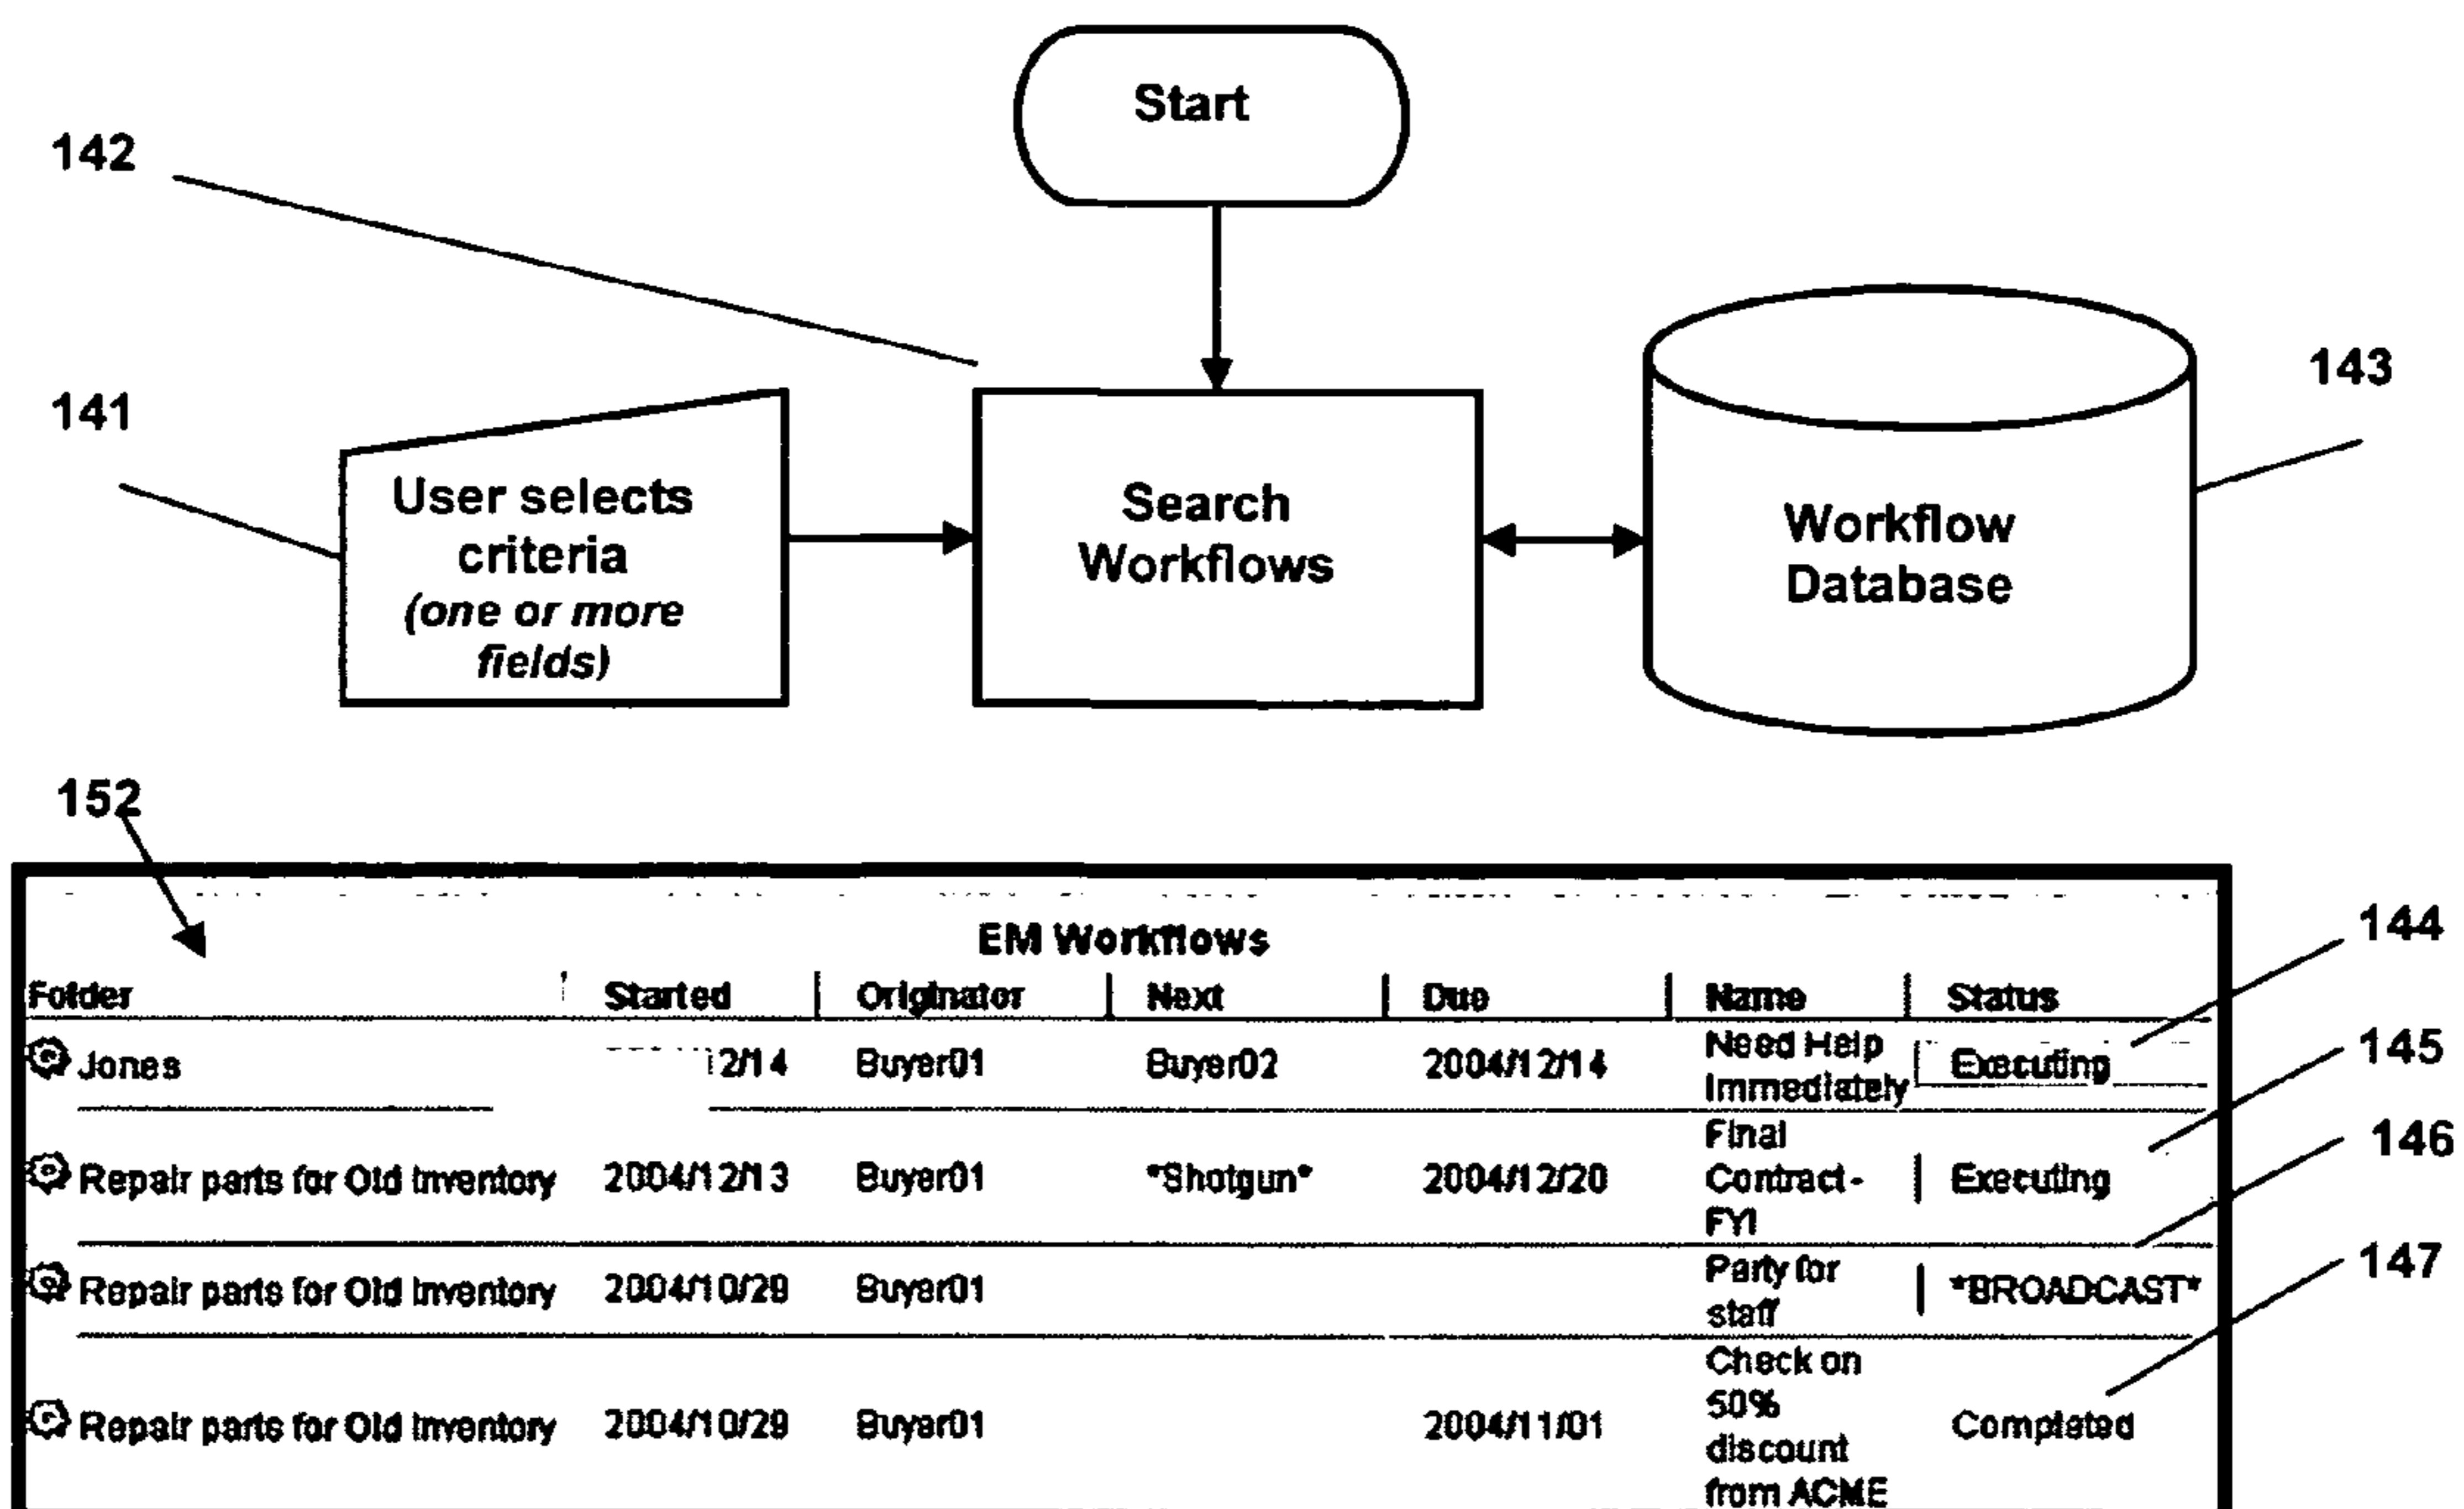 Start
142
143
141
User selects
criteria
(one or more
fields)
Search
Workflows
Workflow
Database
152
EM Workflows
144
Folder Started Originator Next Due Name Status
145
Jones 2/14 Buyer01 Buyer02 2004/12/14 Need Help Immediately Executing
146
Repair parts for Old Inventory 2004/12/13 Buyer01 *Shotgun* 2004/12/20 Final Contract - FYI Executing
147
Repair parts for Old Inventory 2004/10/29 Buyer01 Party for staff *BROADCAST*
Repair parts for Old Inventory 2004/10/29 Buyer01 2004/11/01 Check on 50% discount from ACME Completed